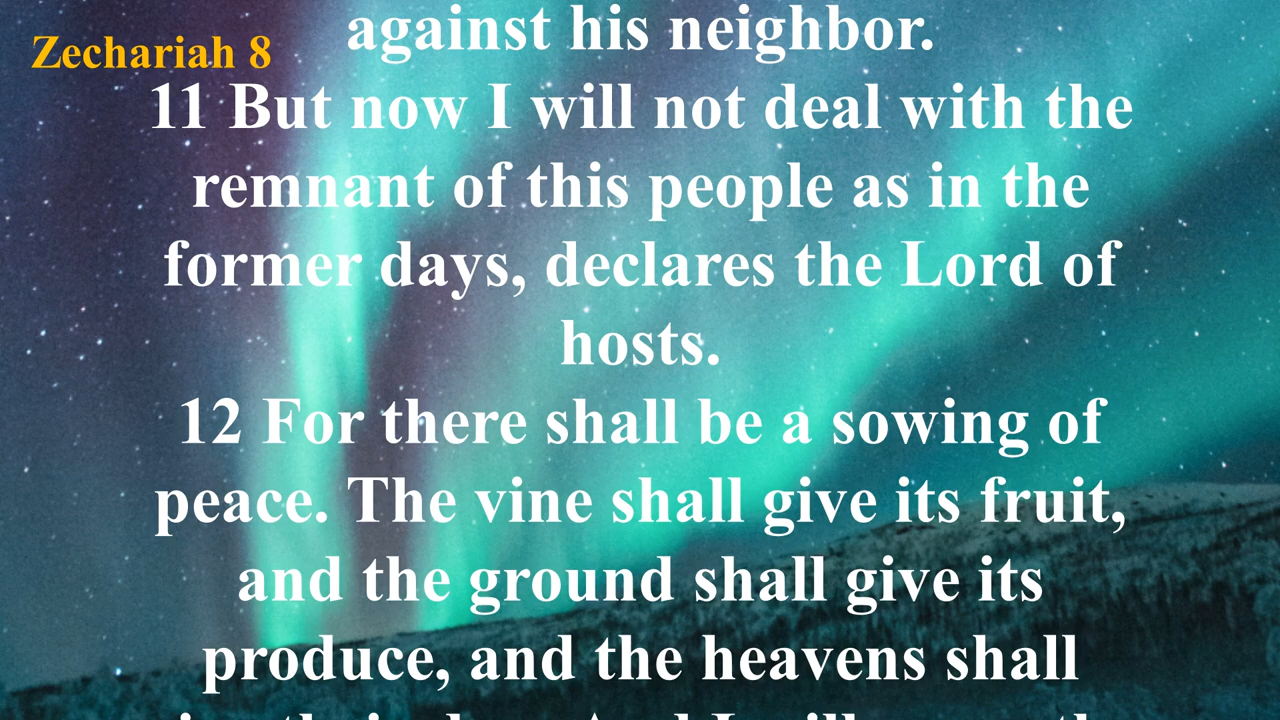 against his neighbor.
Zechariah 8
11 But now I will not deal with the
remnant of this people as in the
former days, declares the Lord of
hosts.
12 For there shall be a sowing of
peace. The vine shall give its fruit,
and the ground shall give its
produce, and the heavens shall